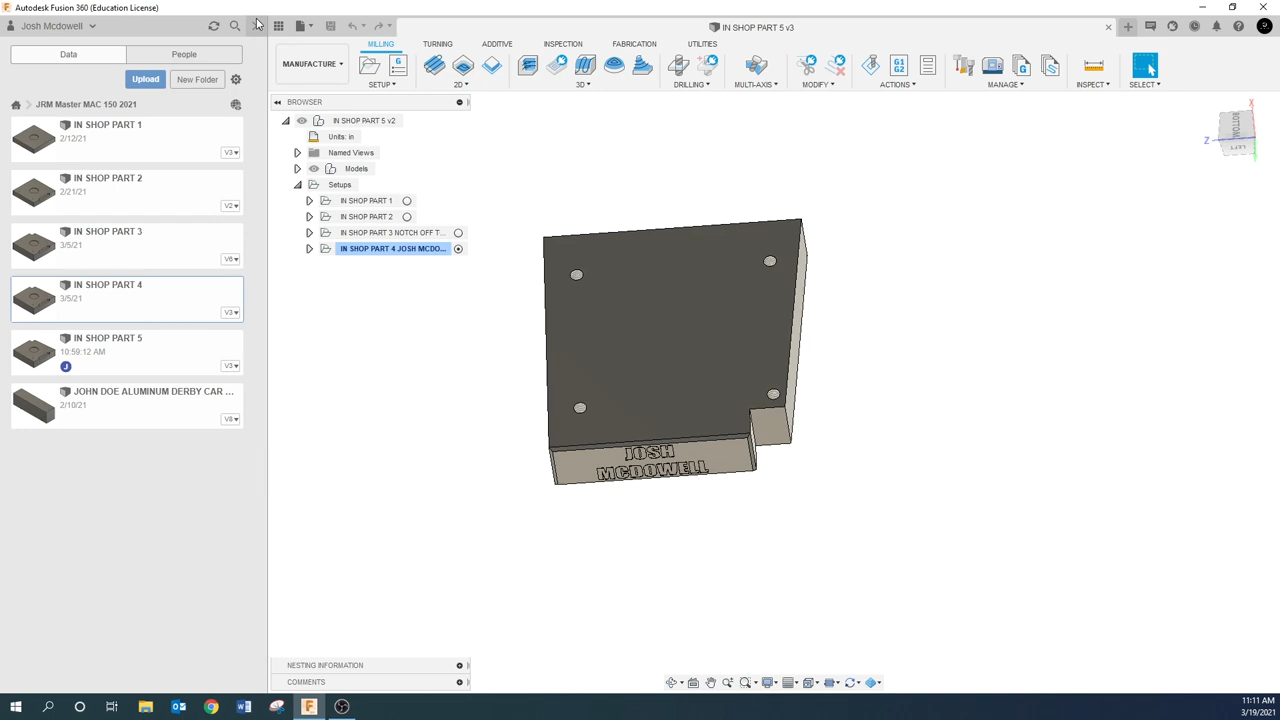 Autodesk Fusion 360 (Education License)
Josh Mcdowell
IN SHOP PART 5 v3
Data
People
Upload
New Folder
JRM Master MAC 150 2021
IN SHOP PART 1
2/12/21
V3
IN SHOP PART 2
2/21/21
V2
IN SHOP PART 3
3/5/21
V6
IN SHOP PART 4
3/5/21
V3
IN SHOP PART 5
10:59:12 AM
J
V3
JOHN DOE ALUMINUM DERBY CAR ...
2/10/21
V8
MILLING
TURNING
ADDITIVE
INSPECTION
FABRICATION
UTILITIES
MANUFACTURE
SETUP
2D
3D
DRILLING
MULTI-AXIS
MODIFY
ACTIONS
MANAGE
INSPECT
SELECT
G
G1
G2
BROWSER
IN SHOP PART 5 v2
Units: in
Named Views
Models
Setups
IN SHOP PART 1
IN SHOP PART 2
IN SHOP PART 3 NOTCH OFF T...
IN SHOP PART 4 JOSH MCDO...
X
Z
BOTTOM
LEFT
JOSH
MCDOWELL
NESTING INFORMATION
COMMENTS
11:11 AM
3/19/2021